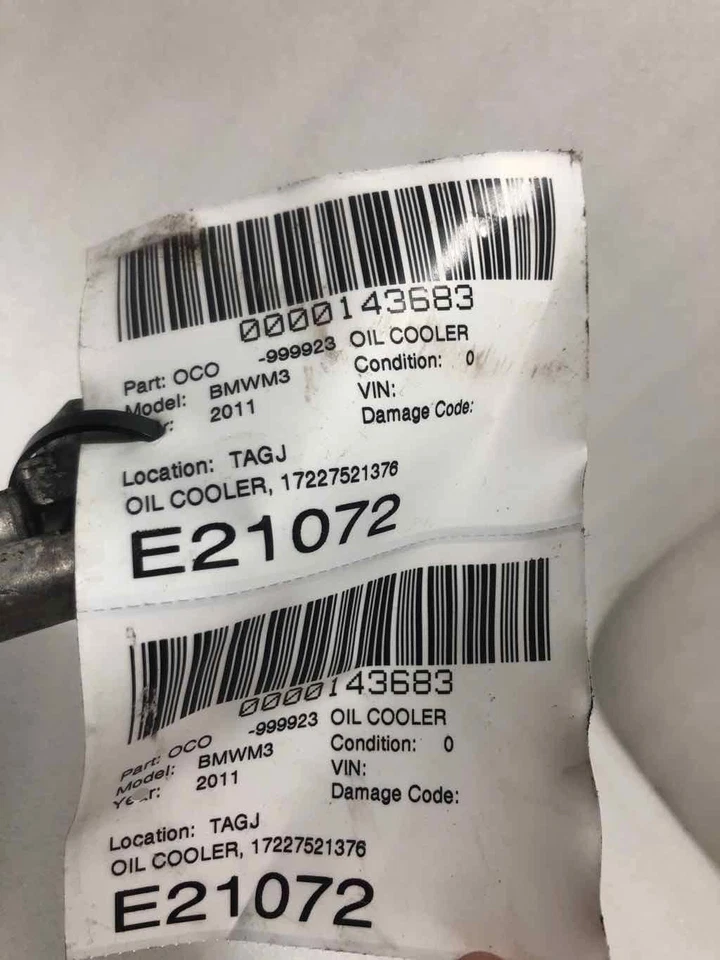 0000143683
Part: OCO -999923 OIL COOLER
Model: BMWM3 Condition: 0
2011 VIN:
Damage Code:
Location: TAGJ
OIL COOLER, 17227521376
E21072
0000143683
Part: OCO -999923 OIL COOLER
Model: BMWM3 Condition: 0
2011 VIN:
Damage Code:
Location: TAGJ
OIL COOLER, 17227521376
E21072